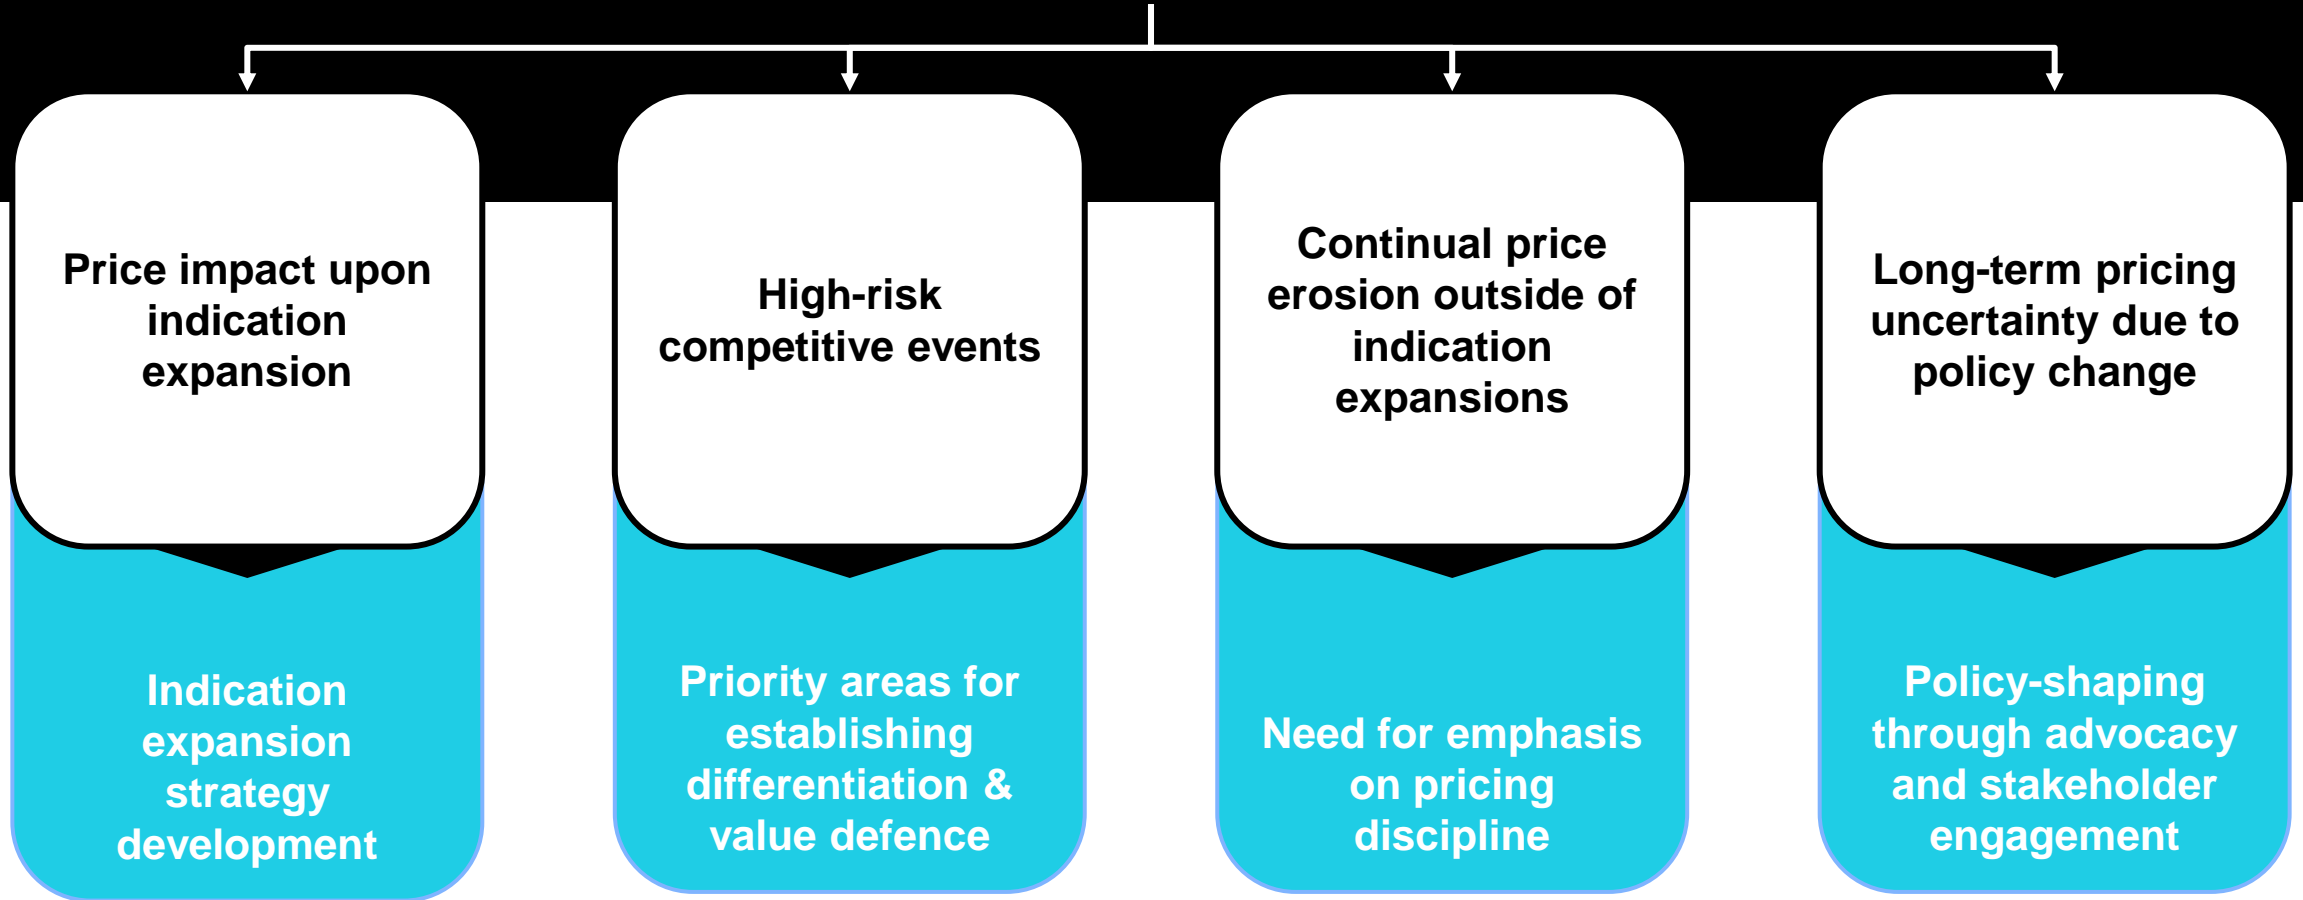 Price impact upon
indication
expansion
High-risk
competitive events
Continual price
erosion outside of
indication
expansions
Long-term pricing
uncertainty due to
policy change
Indication
expansion
strategy
development
Priority areas for
establishing
differentiation &
value defence
Need for emphasis
on pricing
discipline
Policy-shaping
through advocacy
and stakeholder
engagement